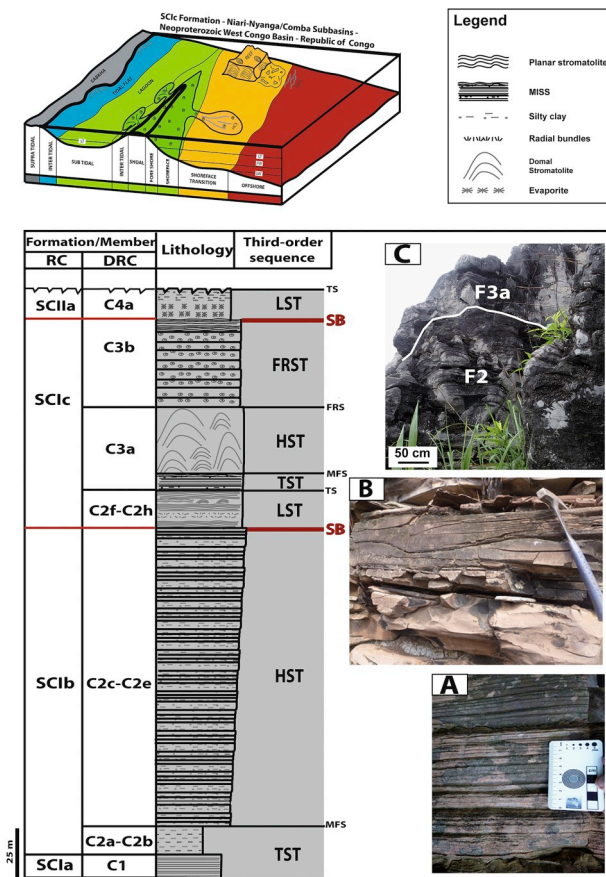 SCIc Formation - Niari-Nyanga/Comba Subbasins -
Neoproterozoic West Congo Basin - Republic of Congo
SABKHA
TIDAL FLAT
LAGOON
REEF
SUPRA TIDAL
INTER TIDAL
SUB TIDAL
INTER TIDAL
SHOAL
FORE SHORE
SHOREFACE
SHOREFACE
TRANSITION
OFFSHORE
Legend
Planar stromatolite
MISS
Silty clay
Radial bundles
Domal
Stromatolite
Evaporite
Formation/Member
RC
DRC
Lithology
Third-order
sequence
SCIIa
C4a
LST
TS
SB
SCIc
C3b
FRST
FRS
C3a
HST
MFS
TST
TS
C2f-C2h
LST
SB
SCIb
C2c-C2e
HST
MFS
C2a-C2b
TST
SCIa
C1
25 m
C
F3a
F2
50 cm
B
A